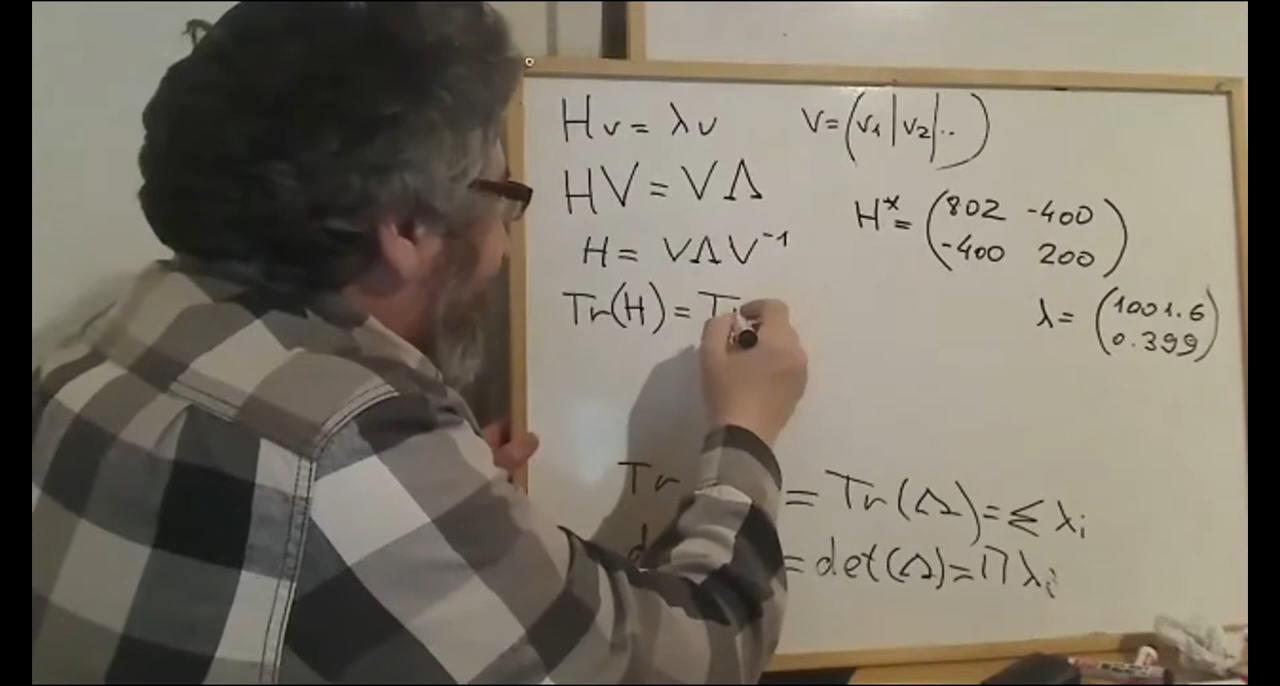 Hv = λv
V = (v1 | v2 | ..)
HV = VΛ
H* = (802 -400
-400 200)
H = VΛV⁻¹
Tr(H) = T
λ = (1001.6
0.399)
Tr = Tr(Λ) = Σ λi
d = det(Λ) = Π λi